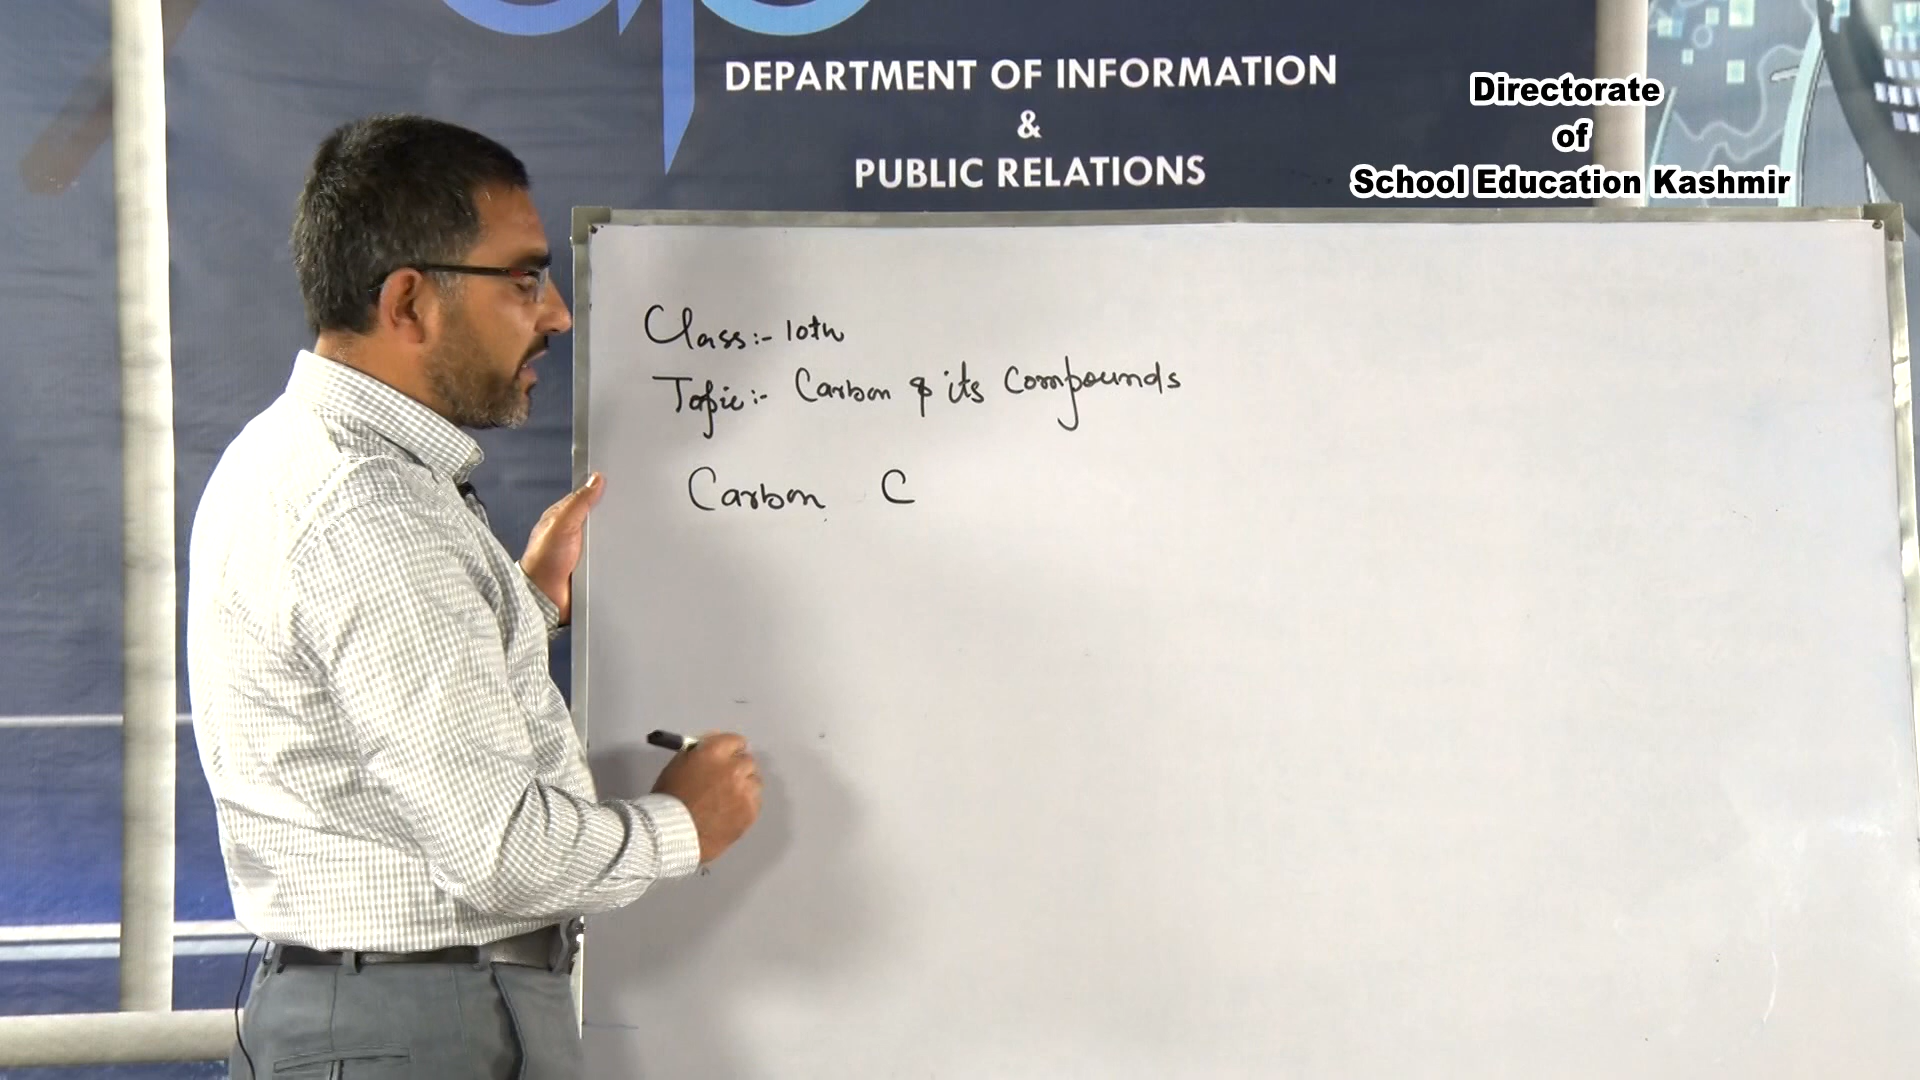 DEPARTMENT OF INFORMATION
&
PUBLIC RELATIONS
Directorate
of
School Education Kashmir
Class:- 10th
Topic:- Carbon & its Compounds
Carbon C